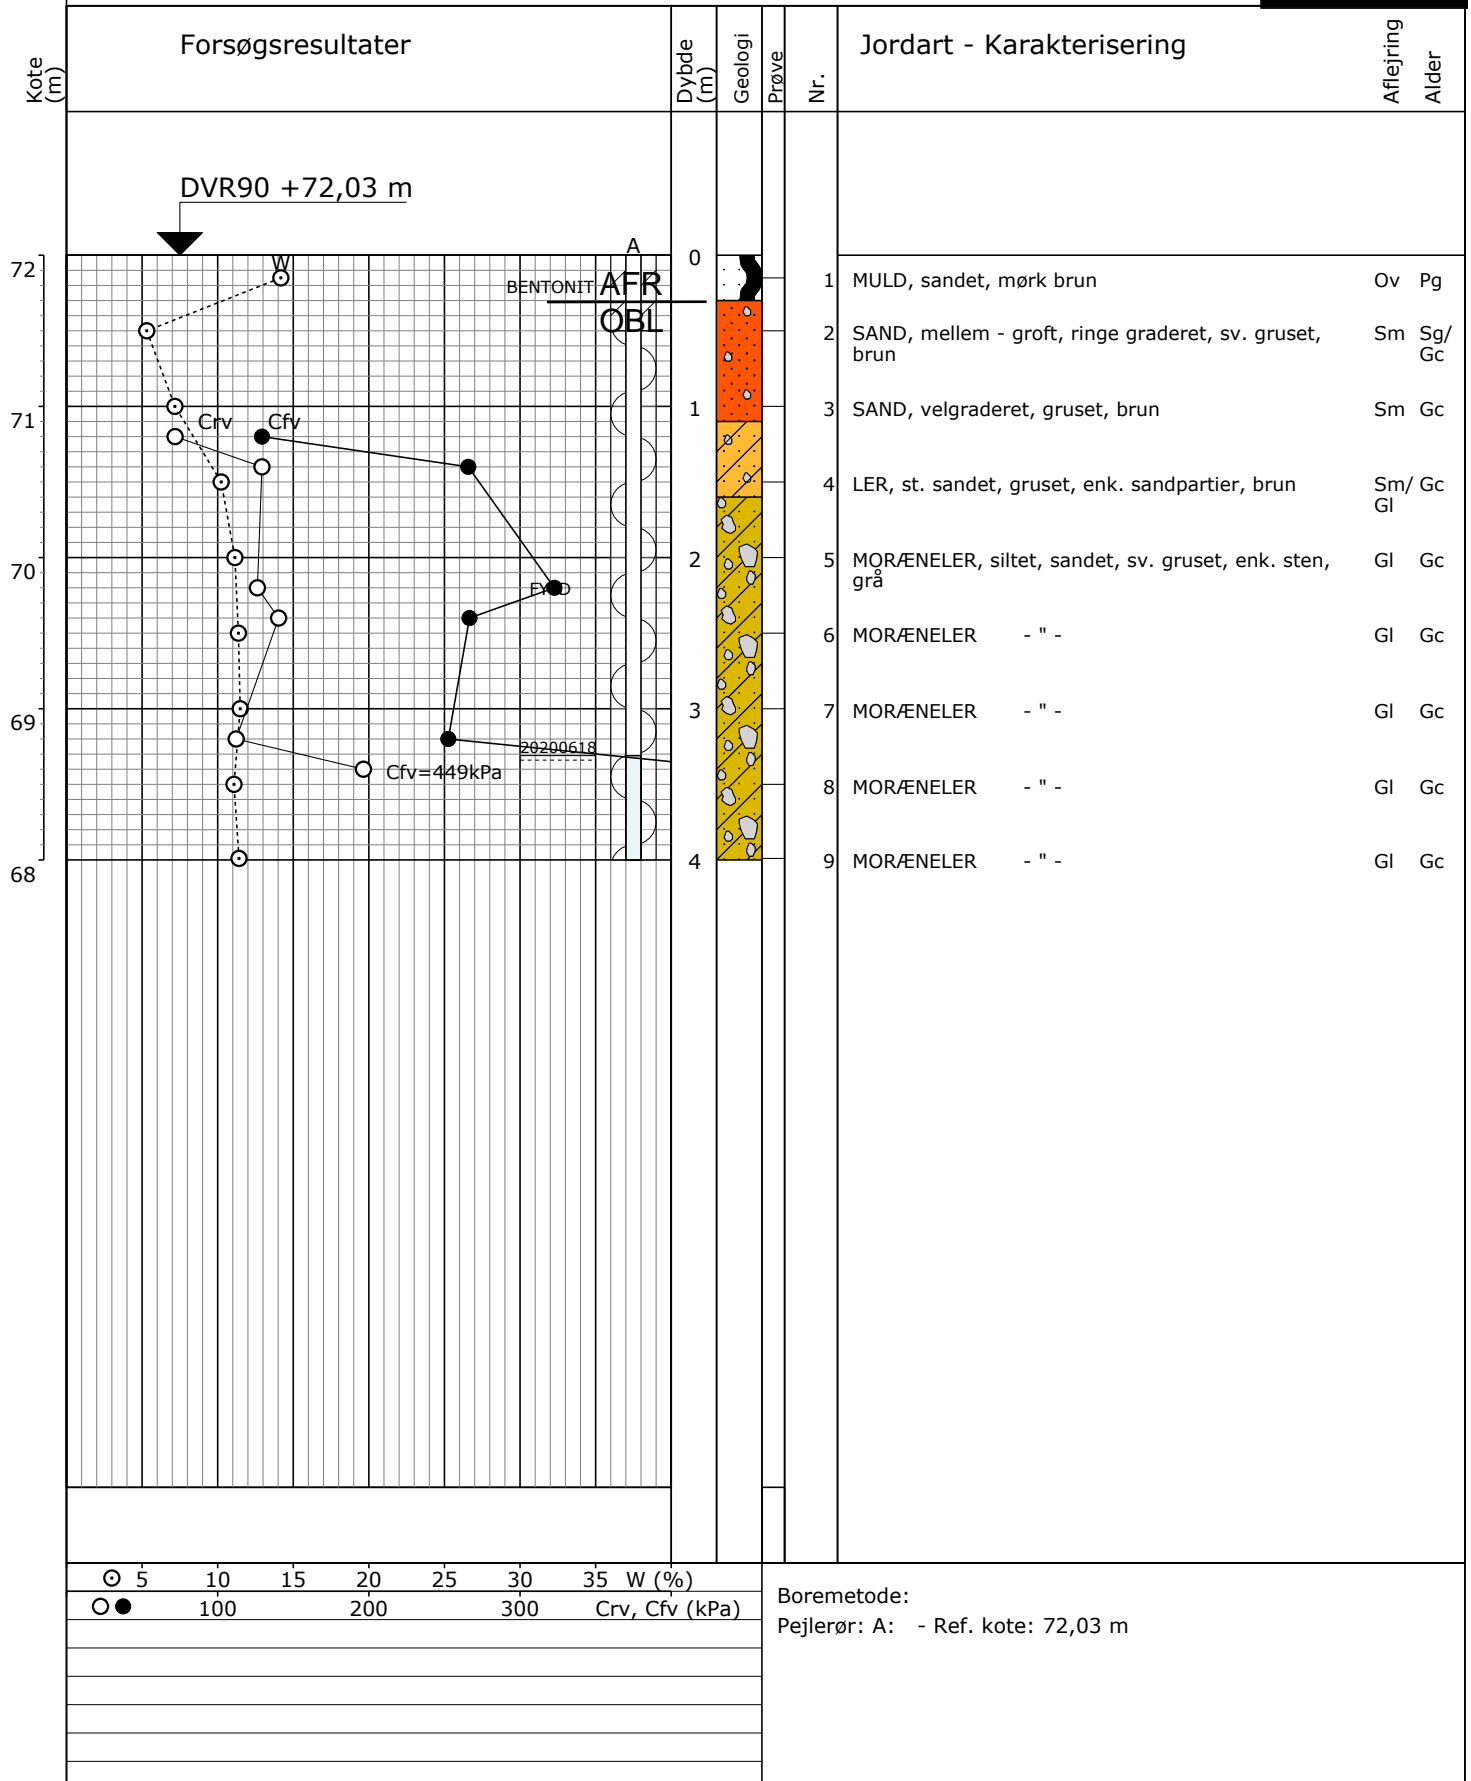 Kote (m)
Forsøgsresultater
Dybde (m)
Geologi
Prøve
Nr.
Jordart - Karakterisering
Aflejring
Alder
DVR90 +72,03 m
72
71
70
69
68
W
A
BENTONIT
AFR
OBL
Crv
Cfv
FYLD
20200618
Cfv=449kPa
0
1
2
3
4
1 MULD, sandet, mørk brun Ov Pg
2 SAND, mellem - groft, ringe graderet, sv. gruset, Sm Sg/
brun Gc
3 SAND, velgraderet, gruset, brun Sm Gc
4 LER, st. sandet, gruset, enk. sandpartier, brun Sm/ Gc
Gl
5 MORÆNELER, siltet, sandet, sv. gruset, enk. sten, Gl Gc
grå
6 MORÆNELER - " - Gl Gc
7 MORÆNELER - " - Gl Gc
8 MORÆNELER - " - Gl Gc
9 MORÆNELER - " - Gl Gc
5 10 15 20 25 30 35 W (%)
100 200 300 Crv, Cfv (kPa)
Boremetode:
Pejlerør: A: - Ref. kote: 72,03 m